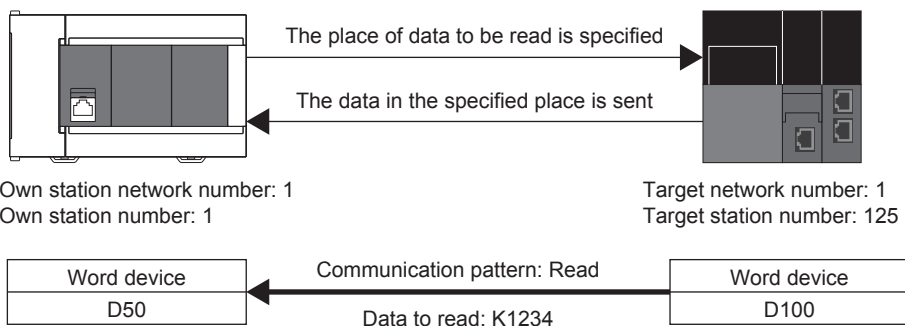 The place of data to be read is specified
The data in the specified place is sent
Own station network number: 1
Own station number: 1
Target network number: 1
Target station number: 125
Word device
D50
Communication pattern: Read
Data to read: K1234
Word device
D100